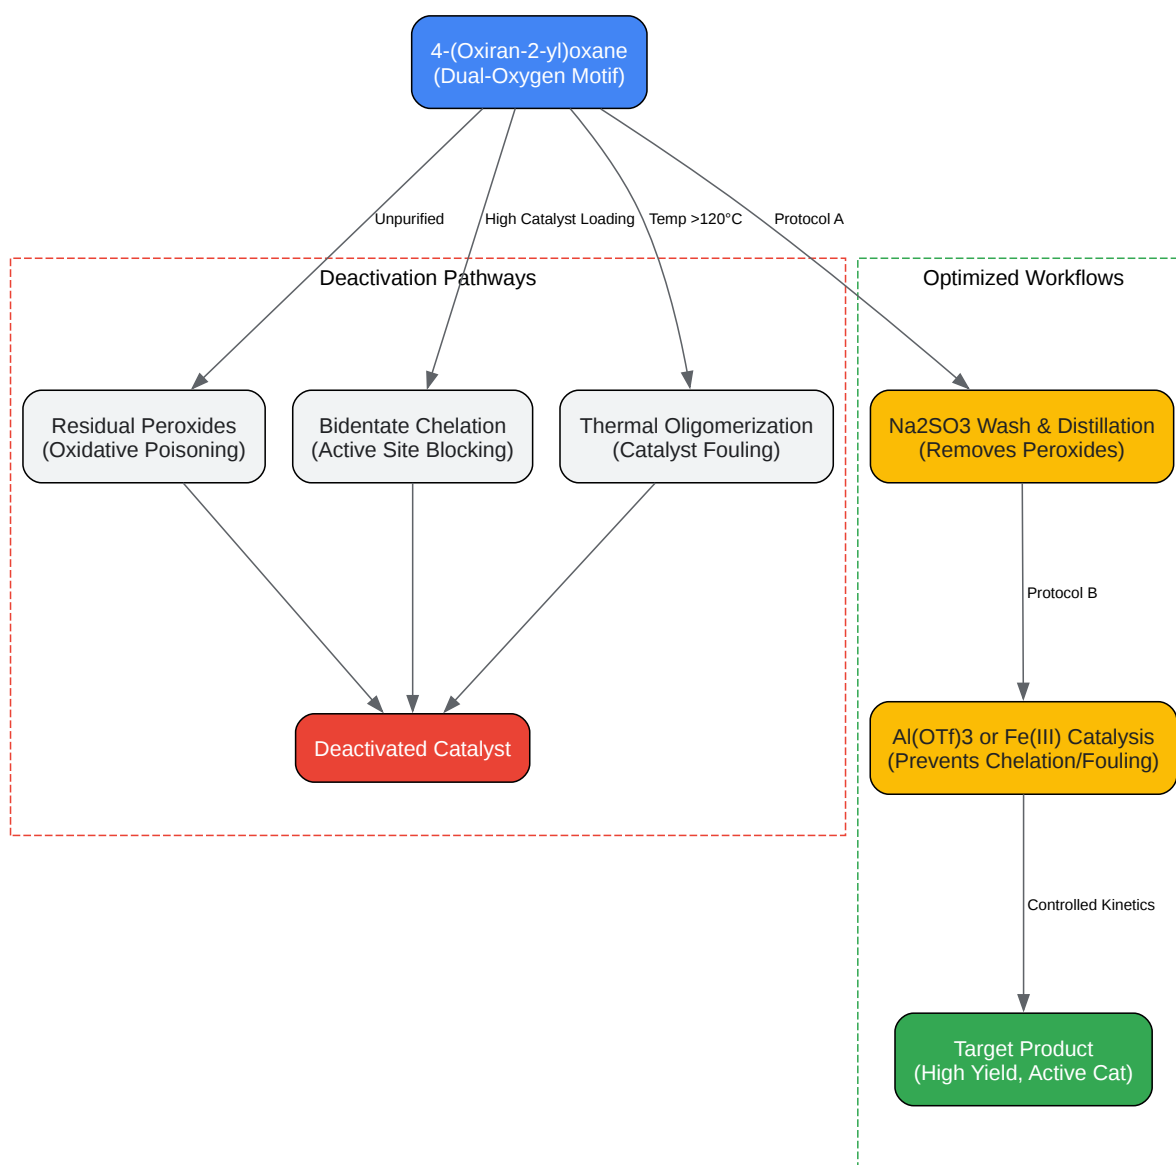 4-(Oxiran-2-yl)oxane
(Dual-Oxygen Motif)
Unpurified
High Catalyst Loading
Temp >120°C
Protocol A
Deactivation Pathways
Optimized Workflows
Residual Peroxides
(Oxidative Poisoning)
Bidentate Chelation
(Active Site Blocking)
Thermal Oligomerization
(Catalyst Fouling)
Na2SO3 Wash & Distillation
(Removes Peroxides)
Protocol B
Deactivated Catalyst
Al(OTf)3 or Fe(III) Catalysis
(Prevents Chelation/Fouling)
Controlled Kinetics
Target Product
(High Yield, Active Cat)